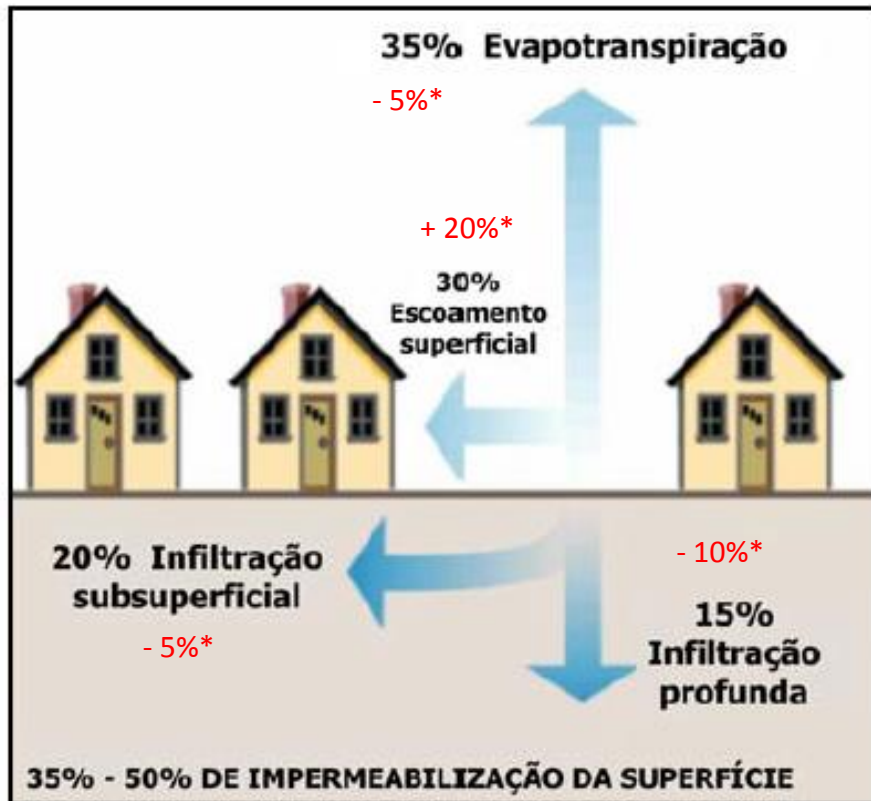 35% Evapotranspiração
- 5%*
+ 20%*
30%
Escoamento
superficial
20% Infiltração
subsuperficial
- 5%*
- 10%*
15%
Infiltração
profunda
35% - 50% DE IMPERMEABILIZAÇÃO DA SUPERFÍCIE